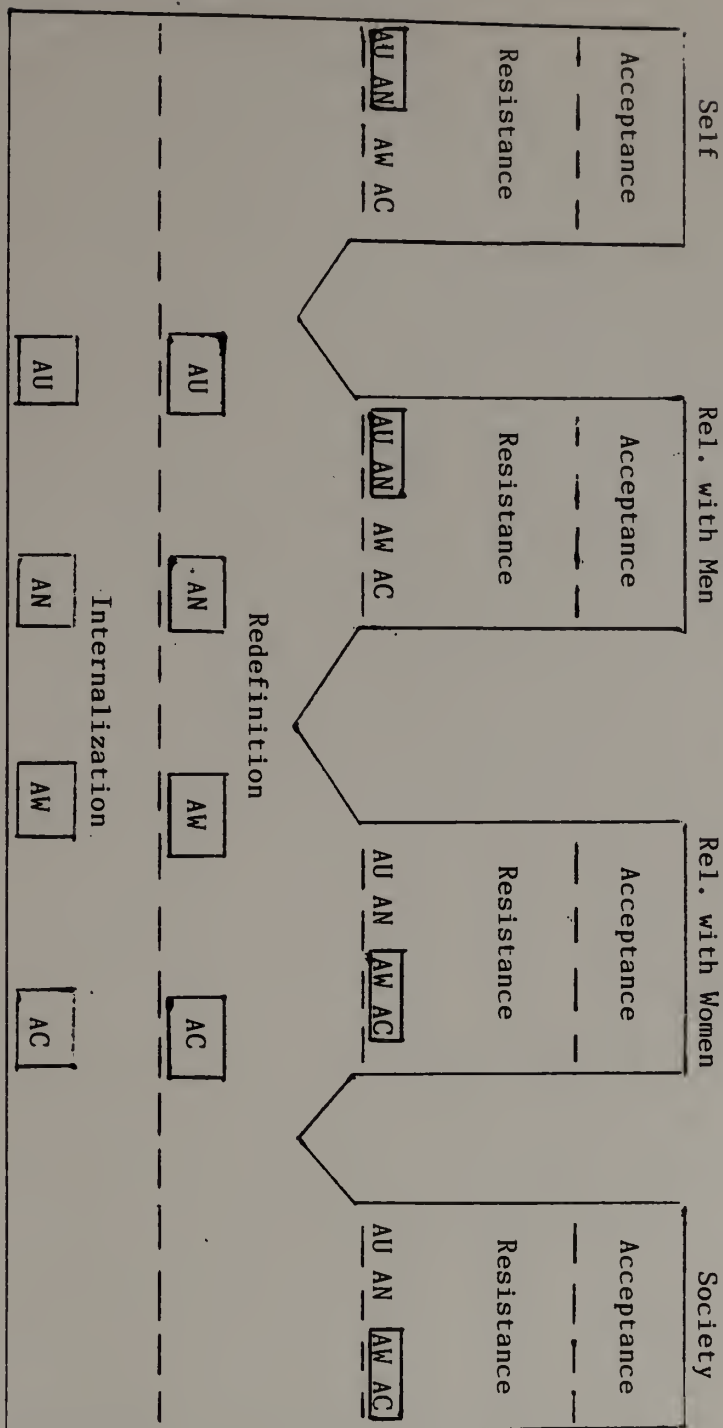 Self Rel. with Men Rel. with Women Society
Acceptance Acceptance Acceptance Acceptance
Resistance Resistance Resistance Resistance
AU AN AW AC AU AN AW AC AU AN AW AC AU AN AW AC
Redefinition
AU AN AW AC
Internalization
AU AN AW AC